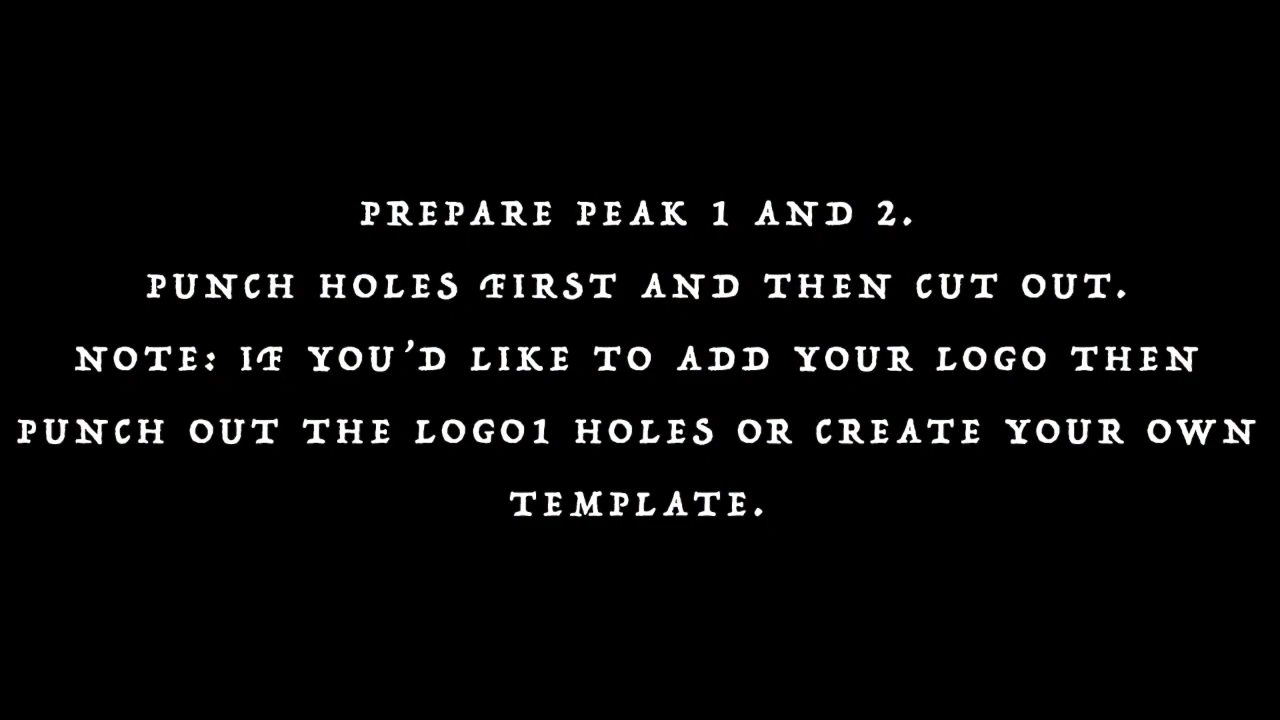 PREPARE PEAK 1 AND 2.
PUNCH HOLES FIRST AND THEN CUT OUT.
NOTE: IF YOU'D LIKE TO ADD YOUR LOGO THEN
PUNCH OUT THE LOGO1 HOLES OR CREATE YOUR OWN
TEMPLATE.